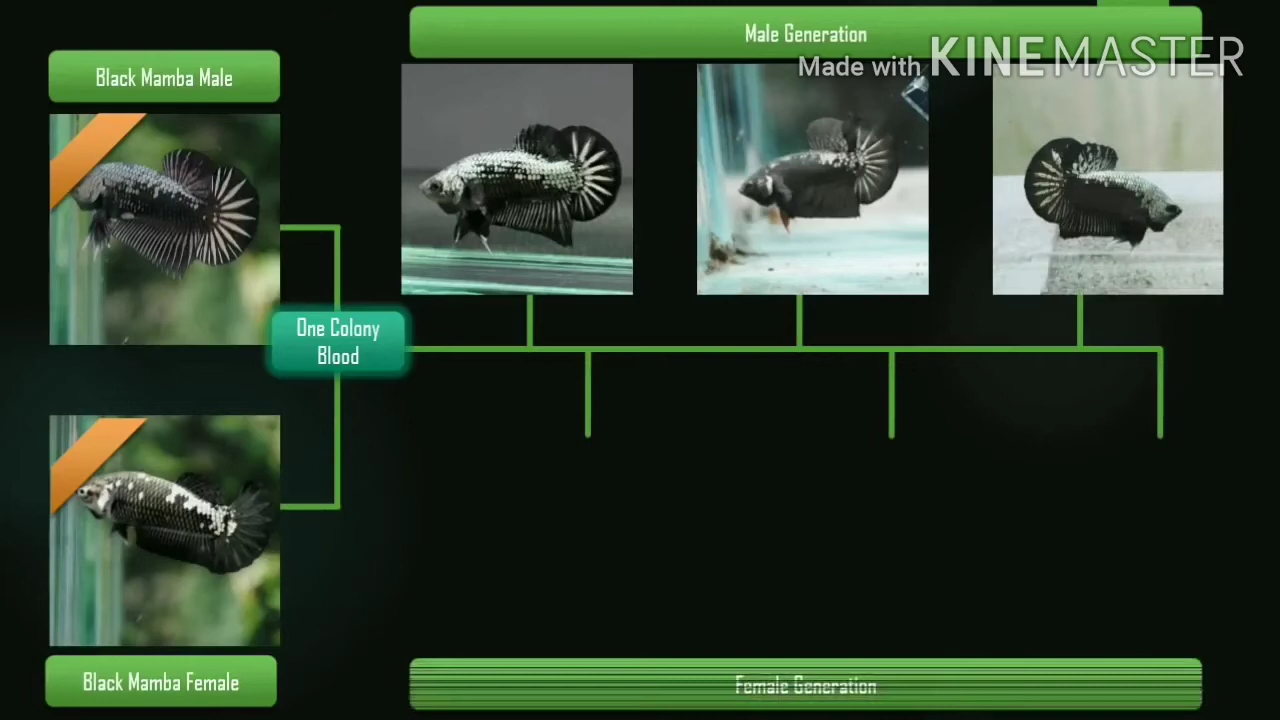 Male Generation
Made with KINEMASTER
Black Mamba Male
One Colony
Blood
Black Mamba Female
Female Generation